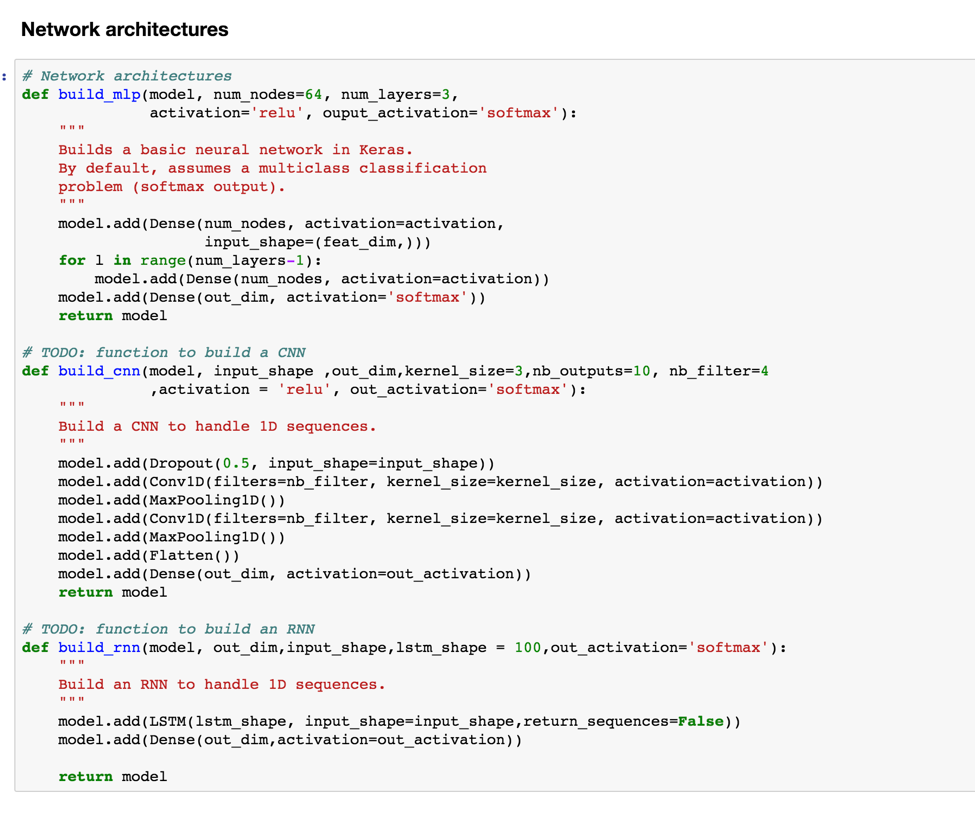 Network architectures
:
# Network architectures
def build_mlp(model, num_nodes=64, num_layers=3,
              activation='relu', ouput_activation='softmax'):
    """
    Builds a basic neural network in Keras.
    By default, assumes a multiclass classification
    problem (softmax output).
    """
    model.add(Dense(num_nodes, activation=activation,
                    input_shape=(feat_dim,)))
    for l in range(num_layers-1):
        model.add(Dense(num_nodes, activation=activation))
    model.add(Dense(out_dim, activation='softmax'))
    return model

# TODO: function to build a CNN
def build_cnn(model, input_shape ,out_dim,kernel_size=3,nb_outputs=10, nb_filter=4
              ,activation = 'relu', out_activation='softmax'):
    """
    Build a CNN to handle 1D sequences.
    """
    model.add(Dropout(0.5, input_shape=input_shape))
    model.add(Conv1D(filters=nb_filter, kernel_size=kernel_size, activation=activation))
    model.add(MaxPooling1D())
    model.add(Conv1D(filters=nb_filter, kernel_size=kernel_size, activation=activation))
    model.add(MaxPooling1D())
    model.add(Flatten())
    model.add(Dense(out_dim, activation=out_activation))
    return model

# TODO: function to build an RNN
def build_rnn(model, out_dim,input_shape,lstm_shape = 100,out_activation='softmax'):
    """
    Build an RNN to handle 1D sequences.
    """
    model.add(LSTM(lstm_shape, input_shape=input_shape,return_sequences=False))
    model.add(Dense(out_dim,activation=out_activation))

    return model